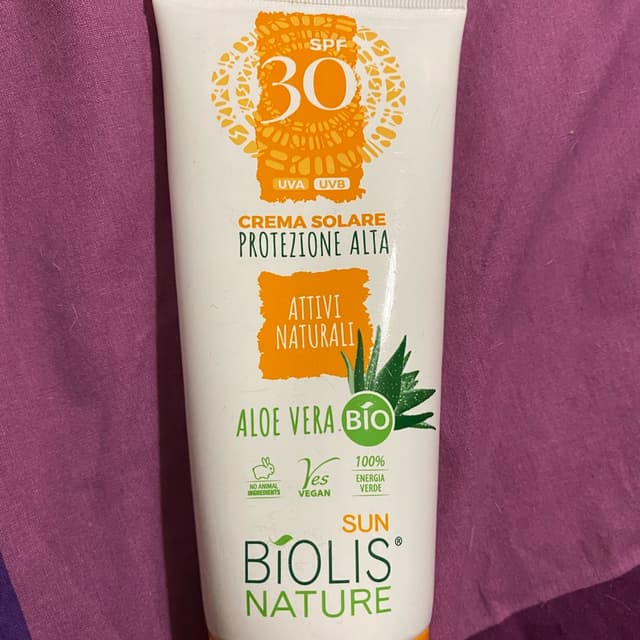 SPF
30
UVA UVB
CREMA SOLARE
PROTEZIONE ALTA
ATTIVI
NATURALI
ALOE VERA BIO
NO ANIMAL
INGREDIENTS
Yes
VEGAN
100%
ENERGIA
VERDE
SUN
BiOLiS®
NATURE